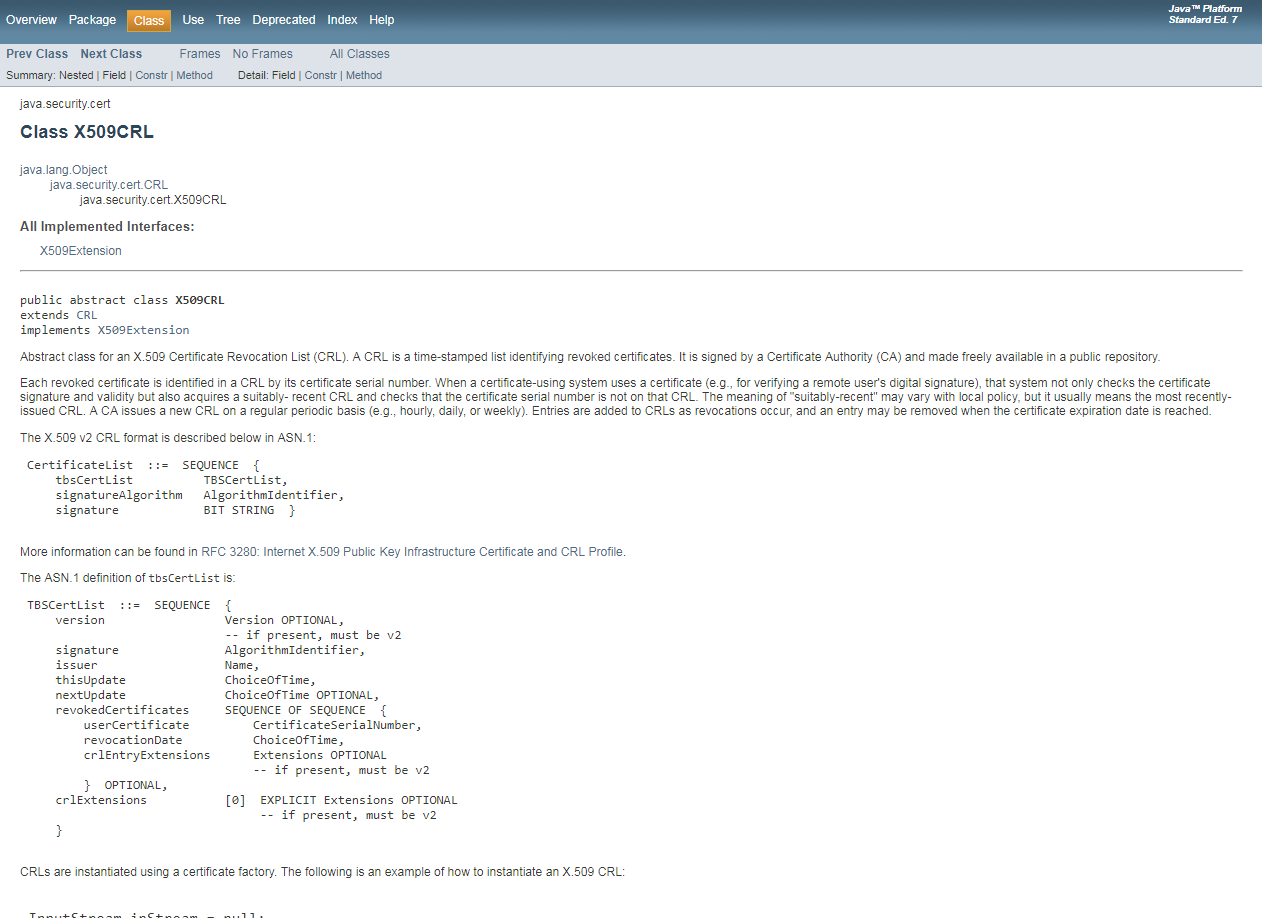 Overview Package Class Use Tree Deprecated Index Help
Java™ Platform
Standard Ed. 7
Prev Class Next Class Frames No Frames All Classes
Summary: Nested | Field | Constr | Method Detail: Field | Constr | Method
java.security.cert
Class X509CRL
java.lang.Object
java.security.cert.CRL
java.security.cert.X509CRL
All Implemented Interfaces:
X509Extension
public abstract class X509CRL
extends CRL
implements X509Extension
Abstract class for an X.509 Certificate Revocation List (CRL). A CRL is a time-stamped list identifying revoked certificates. It is signed by a Certificate Authority (CA) and made freely available in a public repository.
Each revoked certificate is identified in a CRL by its certificate serial number. When a certificate-using system uses a certificate (e.g., for verifying a remote user's digital signature), that system not only checks the certificate
signature and validity but also acquires a suitably- recent CRL and checks that the certificate serial number is not on that CRL. The meaning of "suitably-recent" may vary with local policy, but it usually means the most recently-
issued CRL. A CA issues a new CRL on a regular periodic basis (e.g., hourly, daily, or weekly). Entries are added to CRLs as revocations occur, and an entry may be removed when the certificate expiration date is reached.
The X.509 v2 CRL format is described below in ASN.1:
CertificateList ::= SEQUENCE {
tbsCertList TBSCertList,
signatureAlgorithm AlgorithmIdentifier,
signature BIT STRING }
More information can be found in RFC 3280: Internet X.509 Public Key Infrastructure Certificate and CRL Profile.
The ASN.1 definition of tbsCertList is:
TBSCertList ::= SEQUENCE {
version Version OPTIONAL,
-- if present, must be v2
signature AlgorithmIdentifier,
issuer Name,
thisUpdate ChoiceOfTime,
nextUpdate ChoiceOfTime OPTIONAL,
revokedCertificates SEQUENCE OF SEQUENCE {
userCertificate CertificateSerialNumber,
revocationDate ChoiceOfTime,
crlEntryExtensions Extensions OPTIONAL
-- if present, must be v2
} OPTIONAL,
crlExtensions [0] EXPLICIT Extensions OPTIONAL
-- if present, must be v2
}
CRLs are instantiated using a certificate factory. The following is an example of how to instantiate an X.509 CRL:
InputStream inStream = null;